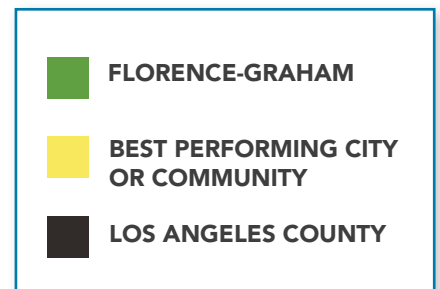 FLORENCE-GRAHAM
BEST PERFORMING CITY
OR COMMUNITY
LOS ANGELES COUNTY